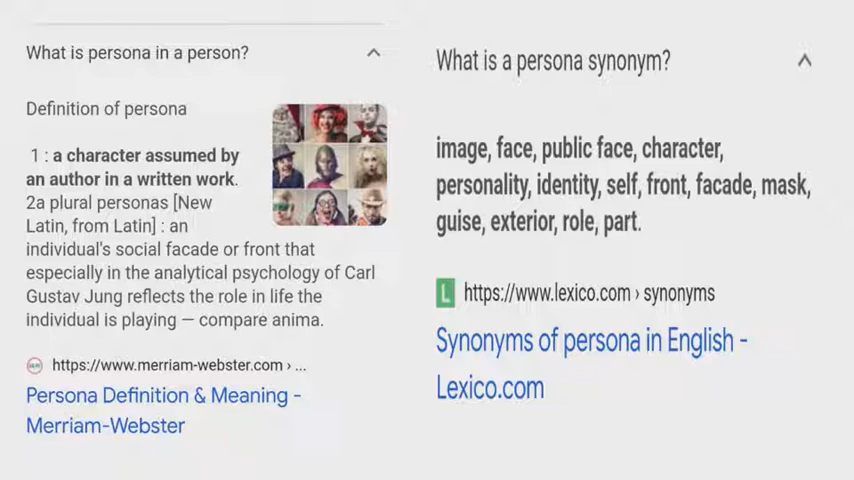 What is persona in a person?
Definition of persona
1 : a character assumed by
an author in a written work.
2a plural personas [New
Latin, from Latin] : an
individual's social facade or front that
especially in the analytical psychology of Carl
Gustav Jung reflects the role in life the
individual is playing — compare anima.
https://www.merriam-webster.com › ...
Persona Definition & Meaning -
Merriam-Webster
What is a persona synonym?
image, face, public face, character,
personality, identity, self, front, facade, mask,
guise, exterior, role, part.
L https://www.lexico.com › synonyms
Synonyms of persona in English -
Lexico.com